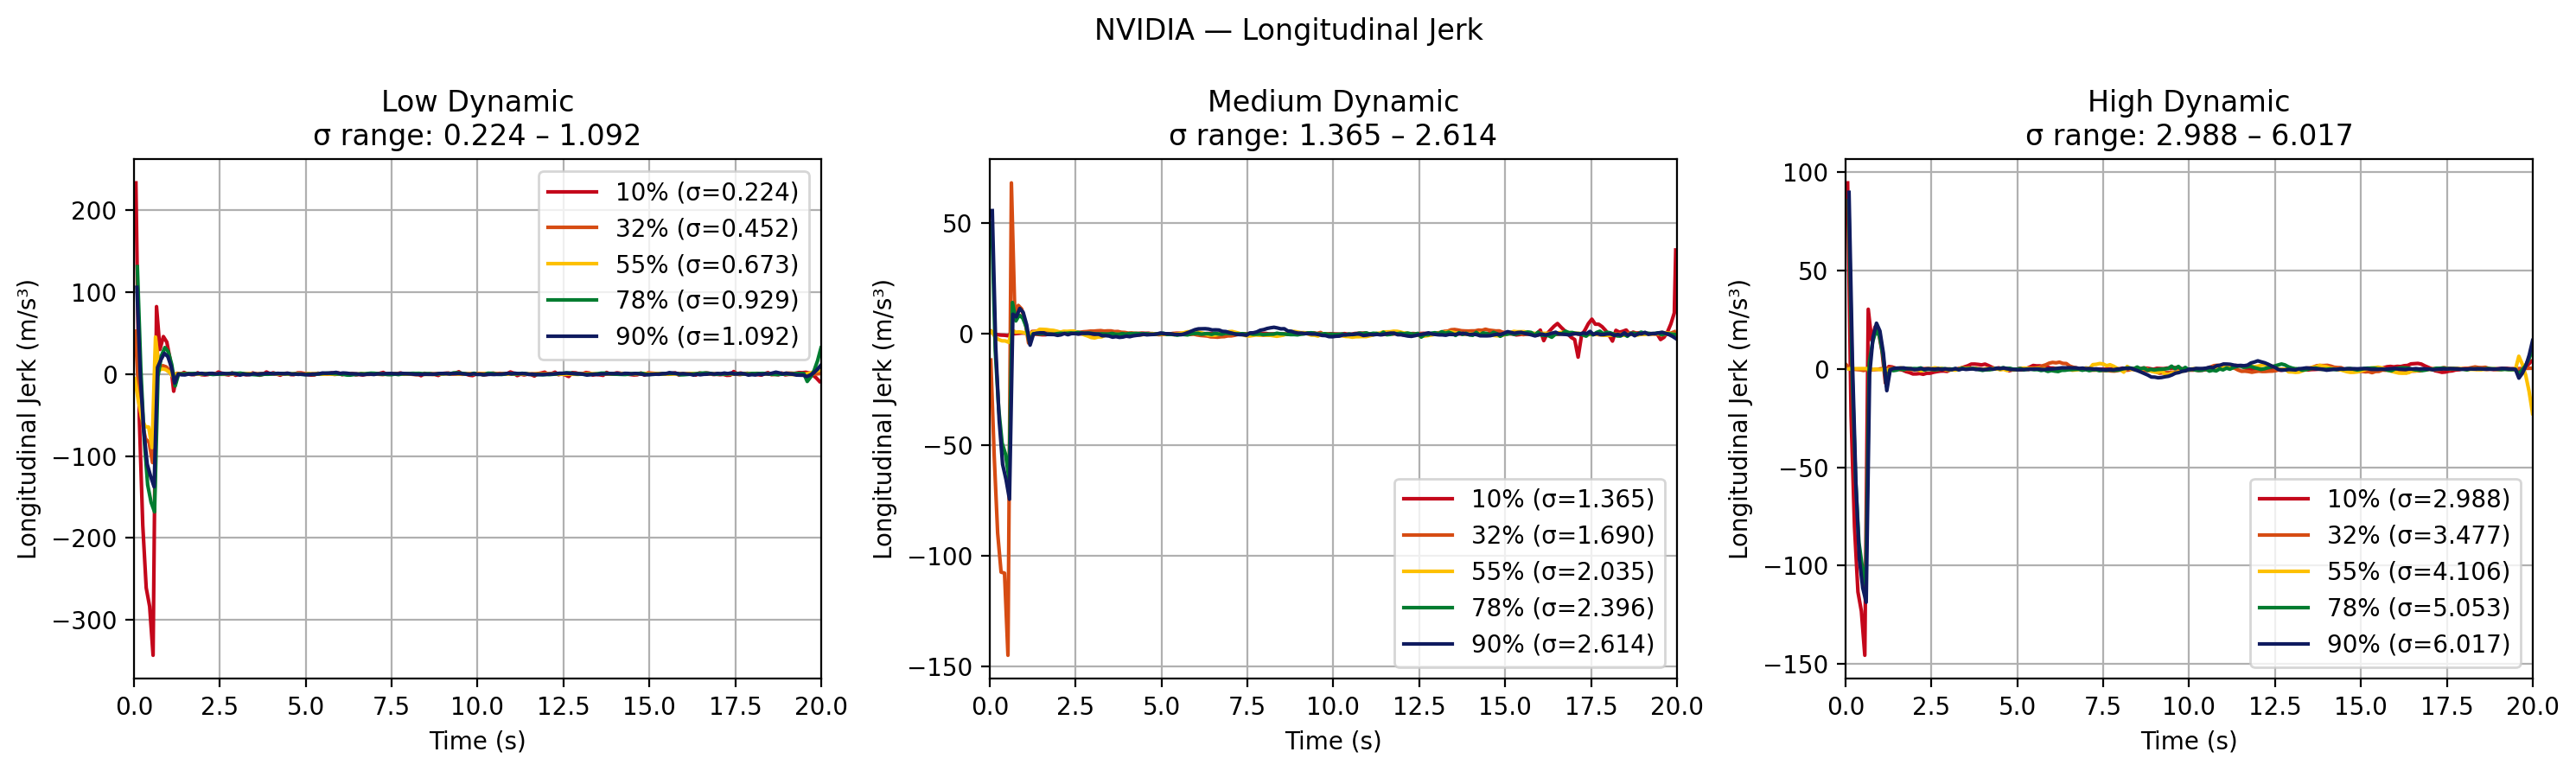 NVIDIA — Longitudinal Jerk
Low Dynamic
σ range: 0.224 – 1.092
Longitudinal Jerk (m/s³)
200
100
0
−100
−200
−300
10% (σ=0.224)
32% (σ=0.452)
55% (σ=0.673)
78% (σ=0.929)
90% (σ=1.092)
0.0 2.5 5.0 7.5 10.0 12.5 15.0 17.5 20.0
Time (s)
Medium Dynamic
σ range: 1.365 – 2.614
Longitudinal Jerk (m/s³)
50
0
−50
−100
−150
10% (σ=1.365)
32% (σ=1.690)
55% (σ=2.035)
78% (σ=2.396)
90% (σ=2.614)
0.0 2.5 5.0 7.5 10.0 12.5 15.0 17.5 20.0
Time (s)
High Dynamic
σ range: 2.988 – 6.017
Longitudinal Jerk (m/s³)
100
50
0
−50
−100
−150
10% (σ=2.988)
32% (σ=3.477)
55% (σ=4.106)
78% (σ=5.053)
90% (σ=6.017)
0.0 2.5 5.0 7.5 10.0 12.5 15.0 17.5 20.0
Time (s)